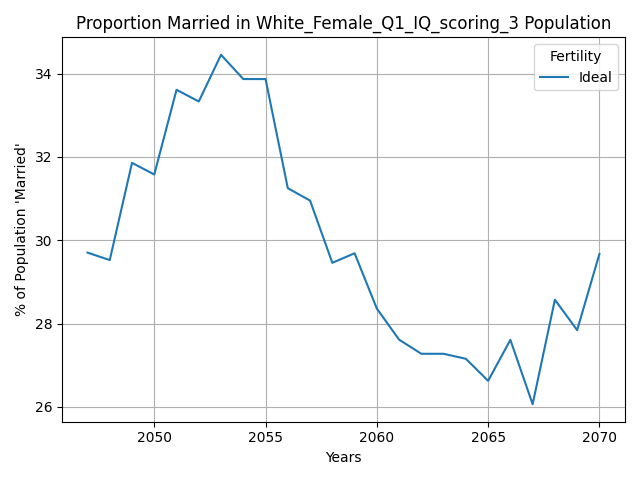 Proportion Married in White_Female_Q1_IQ_scoring_3 Population
Fertility
Ideal
% of Population 'Married'
34
32
30
28
26
2050
2055
2060
2065
2070
Years